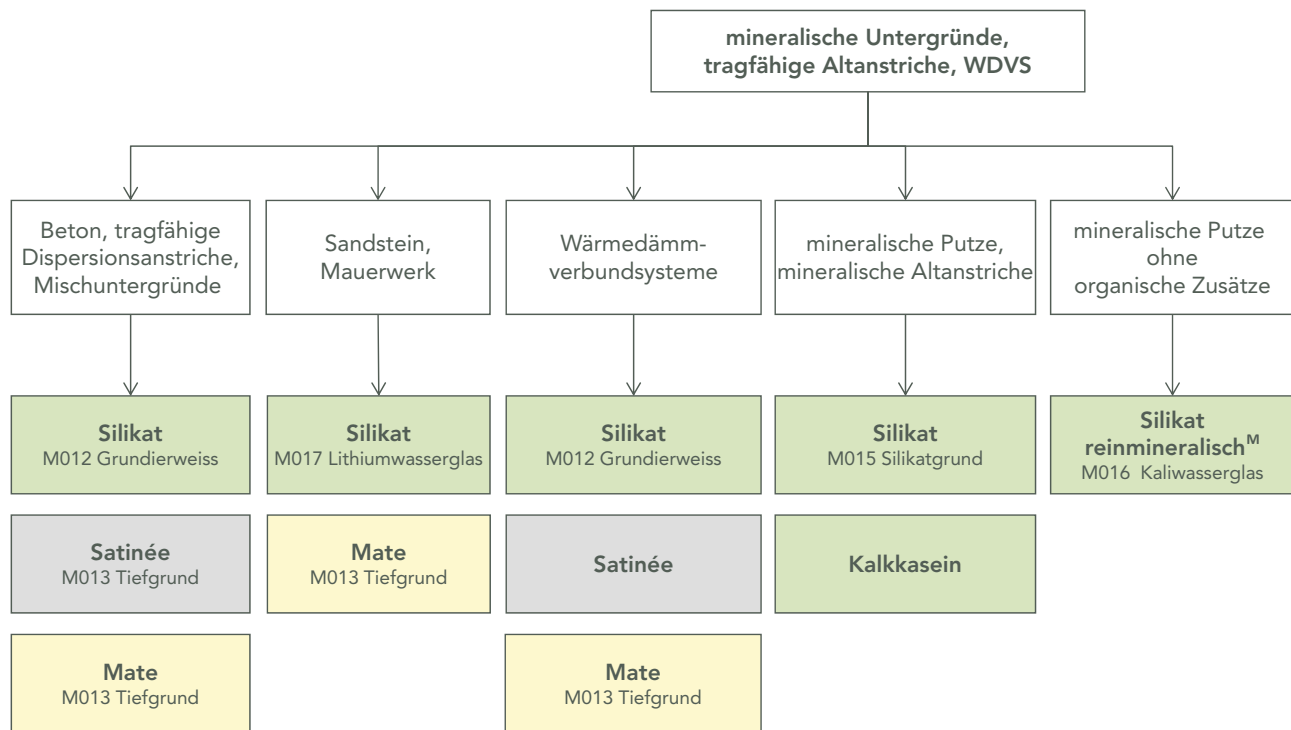 mineralische Untergründe,
tragfähige Altanstriche, WDVS
Beton, tragfähige
Dispersionsanstriche,
Mischuntergründe
Sandstein,
Mauerwerk
Wärmedämm-
verbundsysteme
mineralische Putze,
mineralische Altanstriche
mineralische Putze
ohne
organische Zusätze
Silikat
M012 Grundierweiss
Silikat
M017 Lithiumwasserglas
Silikat
M012 Grundierweiss
Silikat
M015 Silikatgrund
Silikat
reinmineralischᴹ
M016 Kaliwasserglas
Satinée
M013 Tiefgrund
Mate
M013 Tiefgrund
Satinée
Kalkkasein
Mate
M013 Tiefgrund
Mate
M013 Tiefgrund